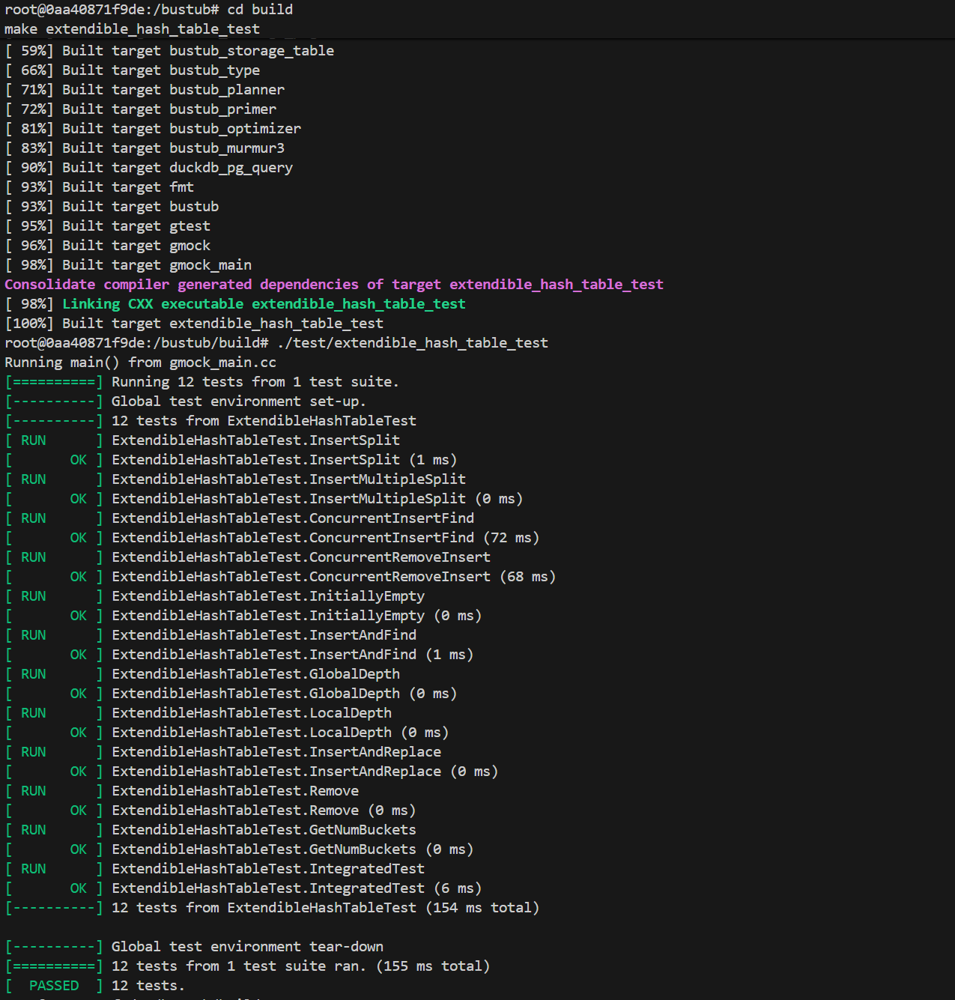 root@0aa40871f9de:/bustub# cd build
make extendible_hash_table_test
[ 59%] Built target bustub_storage_table
[ 66%] Built target bustub_type
[ 71%] Built target bustub_planner
[ 72%] Built target bustub_primer
[ 81%] Built target bustub_optimizer
[ 83%] Built target bustub_murmur3
[ 90%] Built target duckdb_pg_query
[ 93%] Built target fmt
[ 93%] Built target bustub
[ 95%] Built target gtest
[ 96%] Built target gmock
[ 98%] Built target gmock_main
Consolidate compiler generated dependencies of target extendible_hash_table_test
[ 98%] Linking CXX executable extendible_hash_table_test
[100%] Built target extendible_hash_table_test
root@0aa40871f9de:/bustub/build# ./test/extendible_hash_table_test
Running main() from gmock_main.cc
[==========] Running 12 tests from 1 test suite.
[----------] Global test environment set-up.
[----------] 12 tests from ExtendibleHashTableTest
[ RUN      ] ExtendibleHashTableTest.InsertSplit
[       OK ] ExtendibleHashTableTest.InsertSplit (1 ms)
[ RUN      ] ExtendibleHashTableTest.InsertMultipleSplit
[       OK ] ExtendibleHashTableTest.InsertMultipleSplit (0 ms)
[ RUN      ] ExtendibleHashTableTest.ConcurrentInsertFind
[       OK ] ExtendibleHashTableTest.ConcurrentInsertFind (72 ms)
[ RUN      ] ExtendibleHashTableTest.ConcurrentRemoveInsert
[       OK ] ExtendibleHashTableTest.ConcurrentRemoveInsert (68 ms)
[ RUN      ] ExtendibleHashTableTest.InitiallyEmpty
[       OK ] ExtendibleHashTableTest.InitiallyEmpty (0 ms)
[ RUN      ] ExtendibleHashTableTest.InsertAndFind
[       OK ] ExtendibleHashTableTest.InsertAndFind (1 ms)
[ RUN      ] ExtendibleHashTableTest.GlobalDepth
[       OK ] ExtendibleHashTableTest.GlobalDepth (0 ms)
[ RUN      ] ExtendibleHashTableTest.LocalDepth
[       OK ] ExtendibleHashTableTest.LocalDepth (0 ms)
[ RUN      ] ExtendibleHashTableTest.InsertAndReplace
[       OK ] ExtendibleHashTableTest.InsertAndReplace (0 ms)
[ RUN      ] ExtendibleHashTableTest.Remove
[       OK ] ExtendibleHashTableTest.Remove (0 ms)
[ RUN      ] ExtendibleHashTableTest.GetNumBuckets
[       OK ] ExtendibleHashTableTest.GetNumBuckets (0 ms)
[ RUN      ] ExtendibleHashTableTest.IntegratedTest
[       OK ] ExtendibleHashTableTest.IntegratedTest (6 ms)
[----------] 12 tests from ExtendibleHashTableTest (154 ms total)
[----------] Global test environment tear-down
[==========] 12 tests from 1 test suite ran. (155 ms total)
[  PASSED  ] 12 tests.